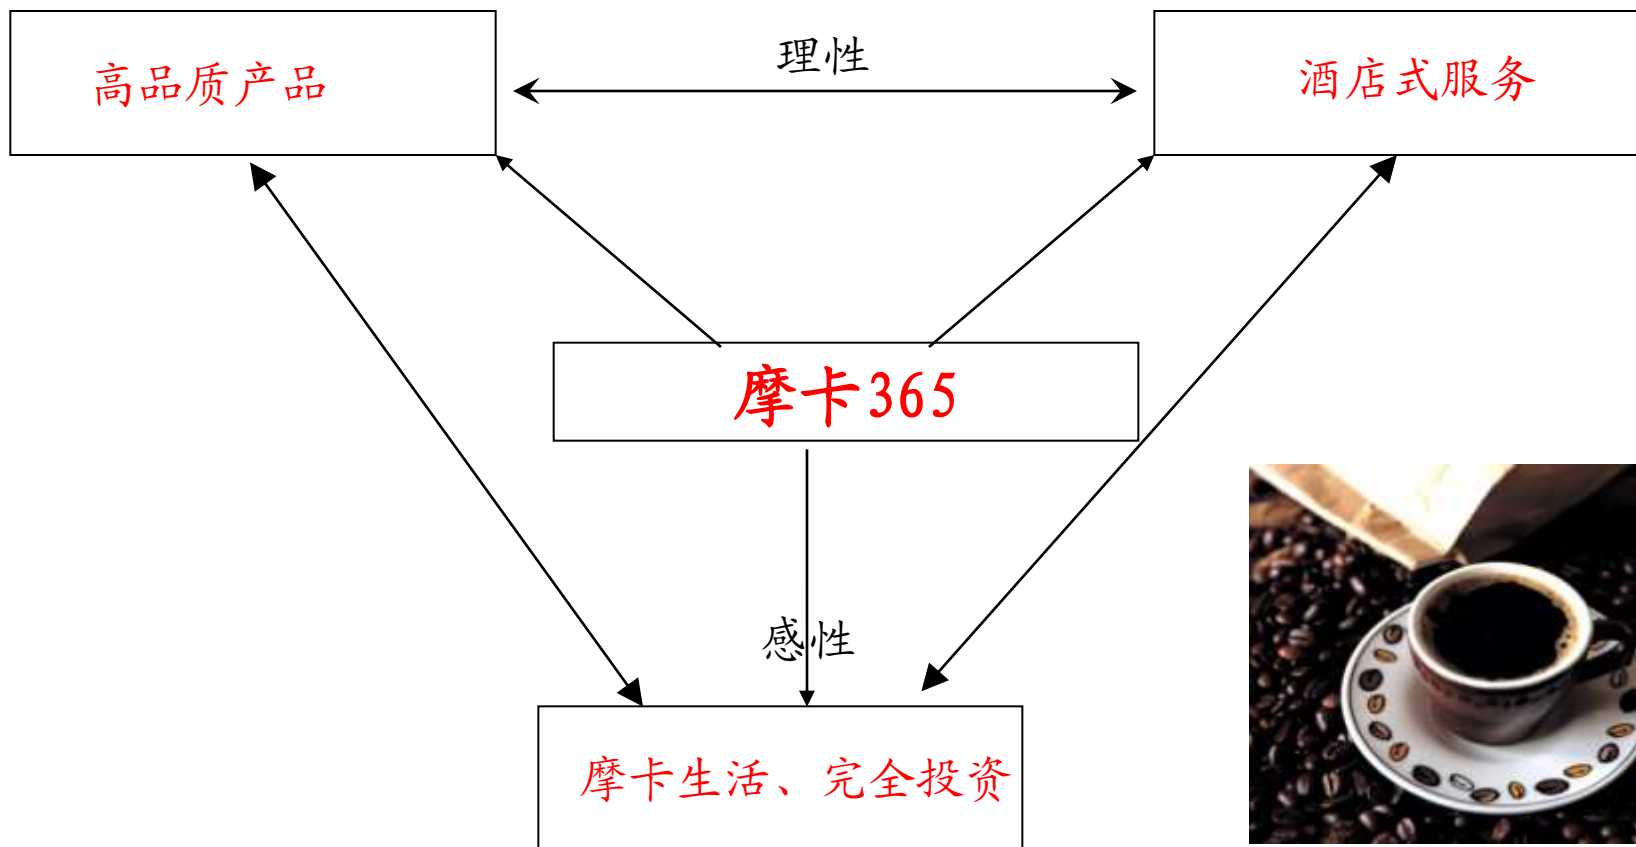 理性
高品质产品
酒店式服务
摩卡365
感性
摩卡生活、完全投资